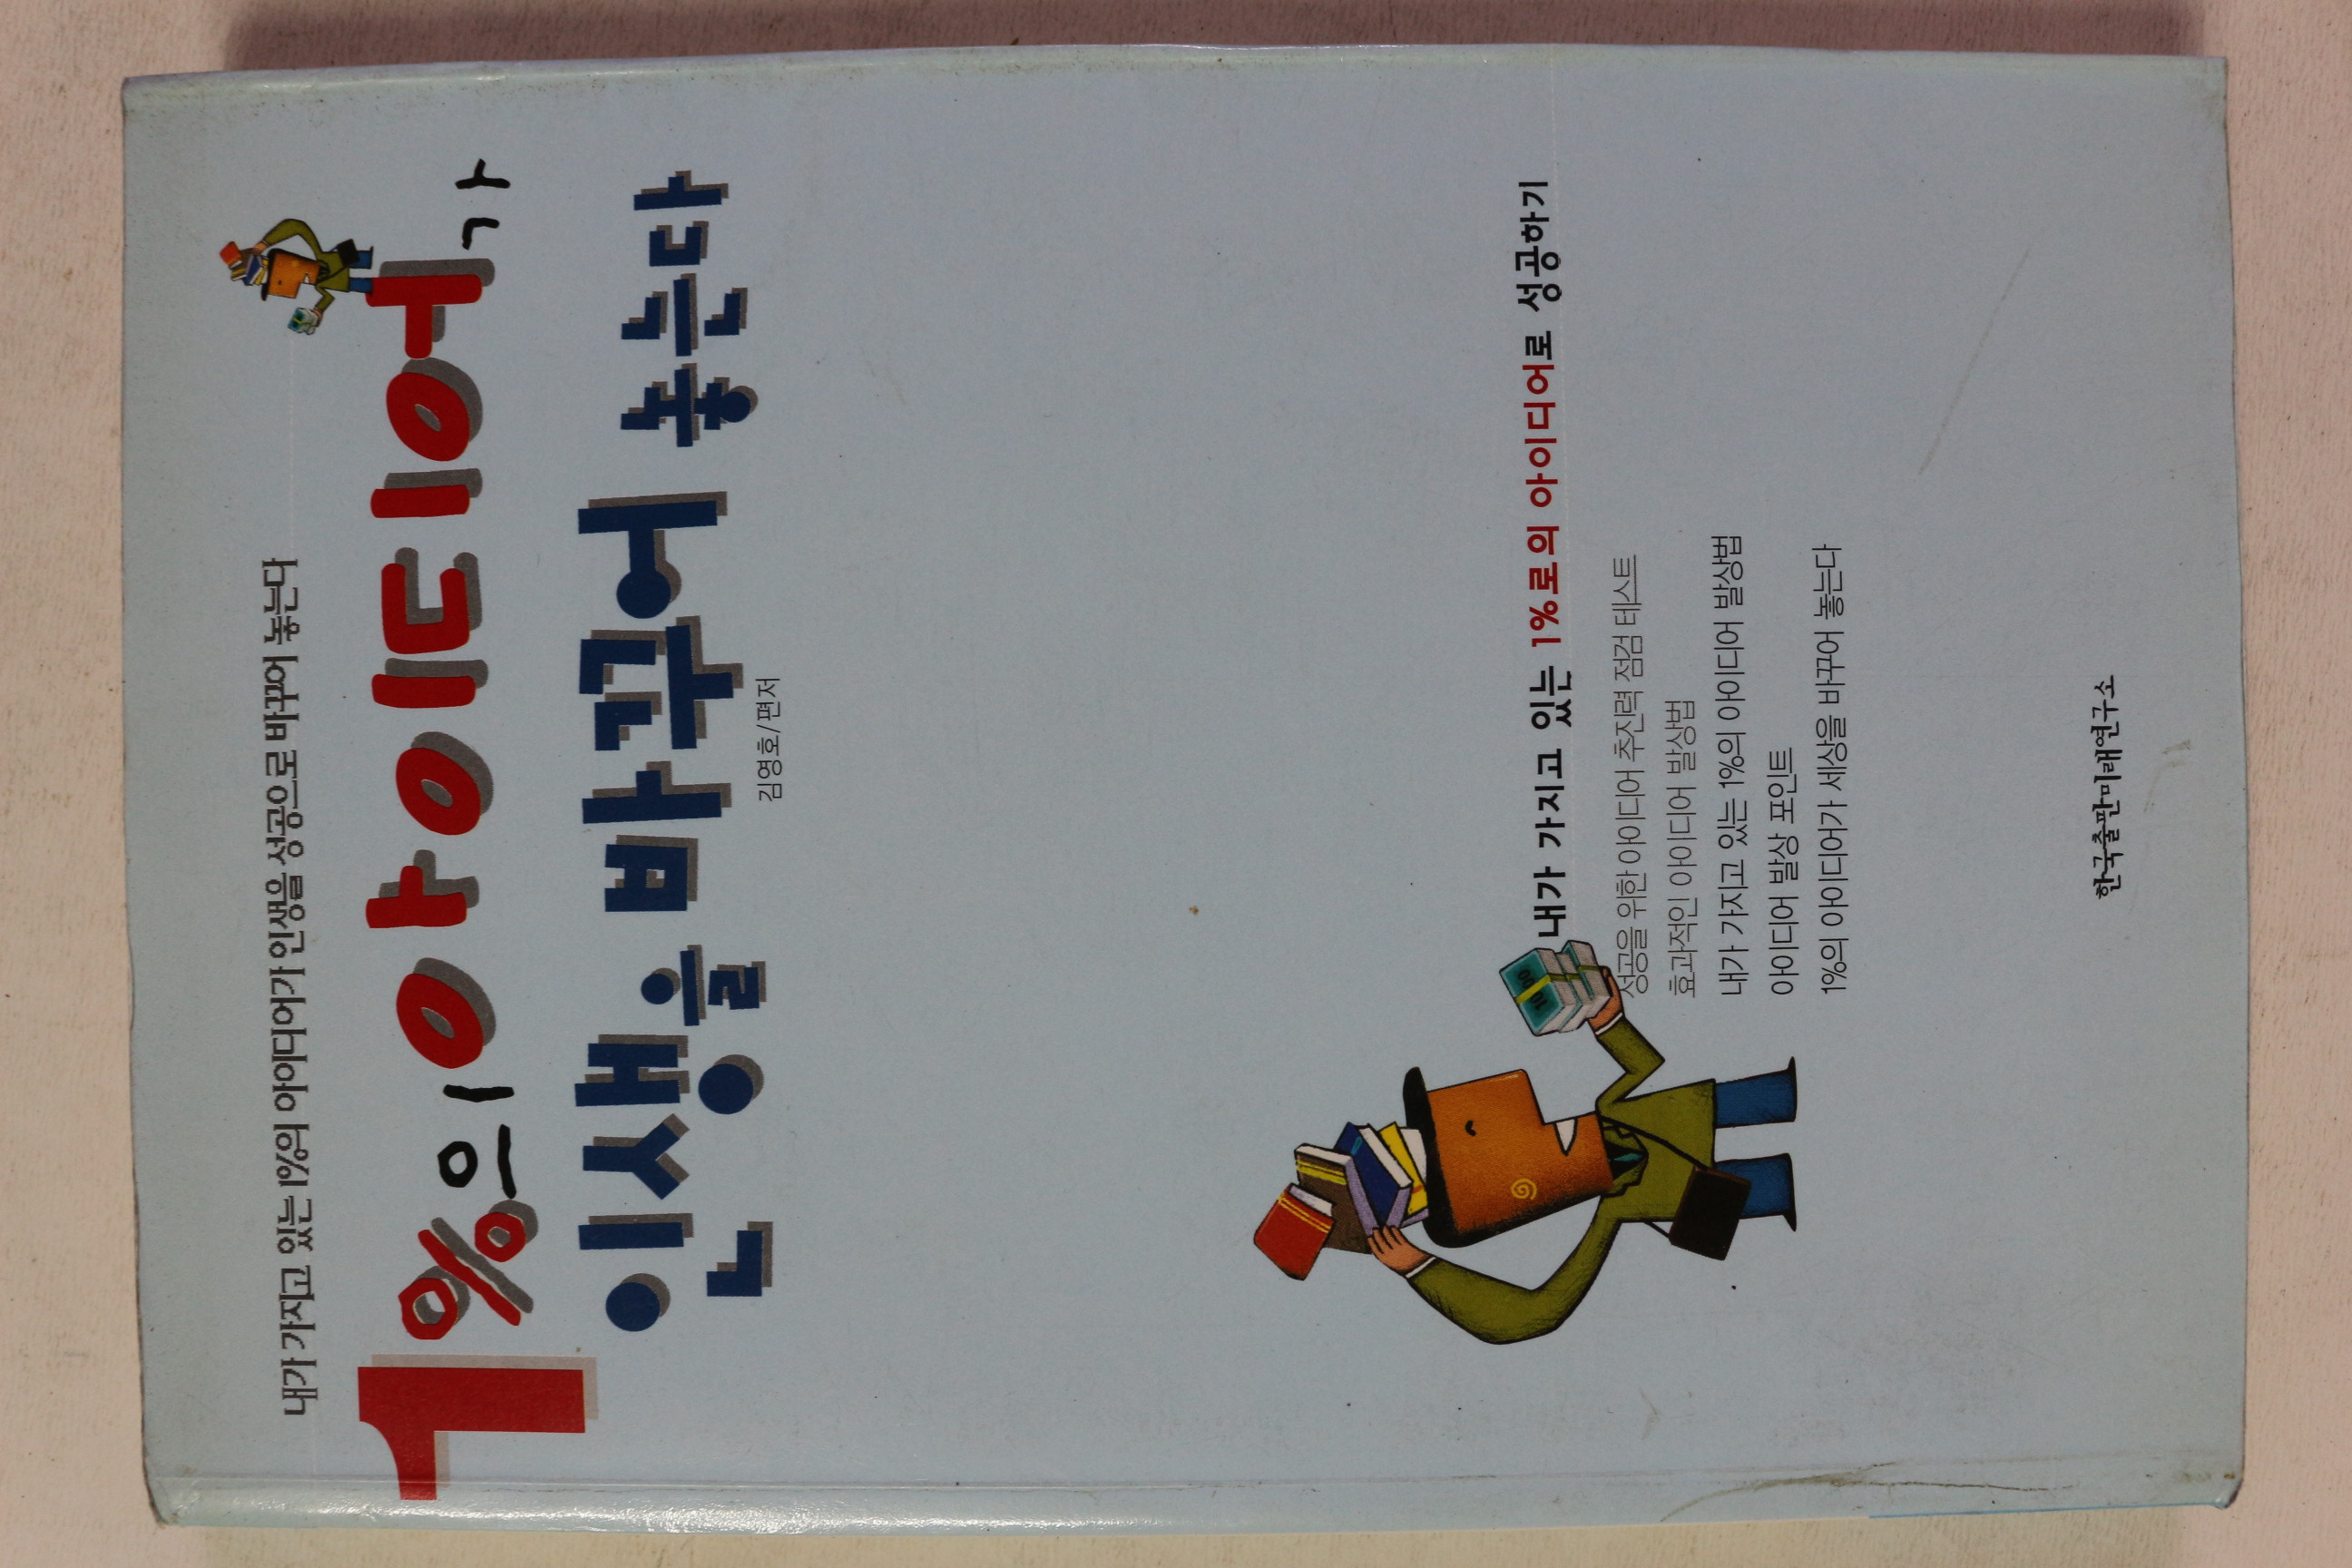 내가 가지고 있는 1%의 아이디어가 인생을 성공으로 바꾸어 놓는다
1%의 아이디어가
인생을 바꾸어 놓는다
김영호/편저
내가 가지고 있는 1%로의 아이디어로 성공하기
성공을 위한 아이디어 추진력 점검 테스트
효과적인 아이디어 발상법
내가 가지고 있는 1%의 아이디어 발상법
아이디어 발상 포인트
1%의 아이디어가 세상을 바꾸어 놓는다
한국출판미래연구소